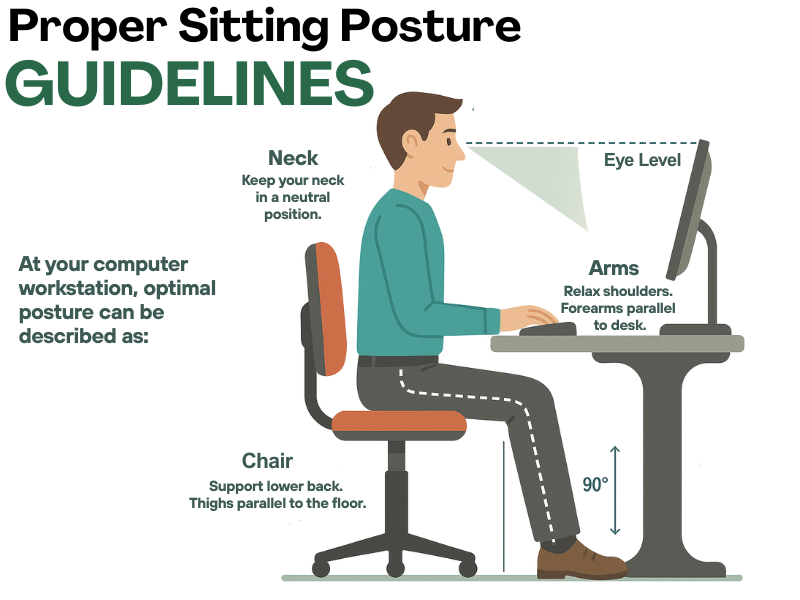 Proper Sitting Posture
GUIDELINES
Neck
Keep your neck
in a neutral
position.
Eye Level
At your computer
workstation, optimal
posture can be
described as:
Arms
Relax shoulders.
Forearms parallel
to desk.
Chair
Support lower back.
Thighs parallel to the floor.
90°